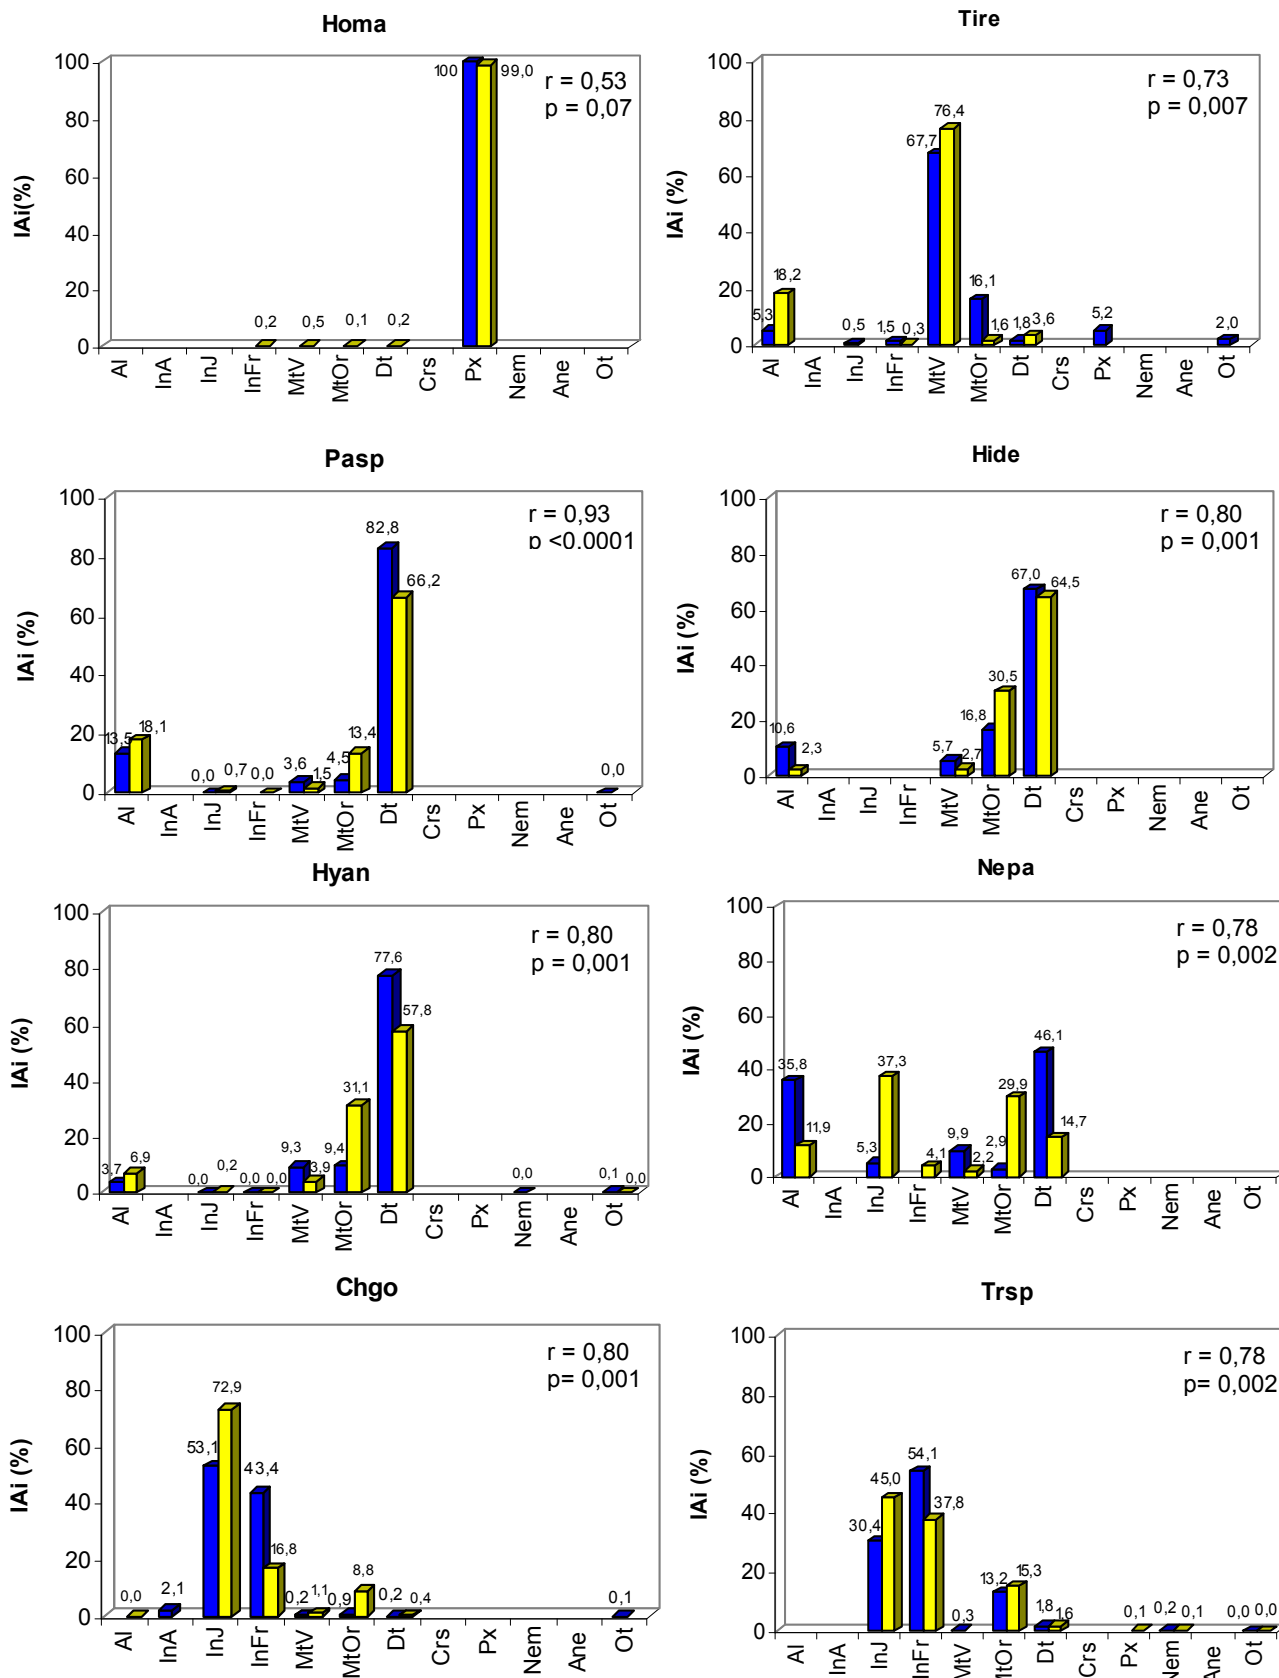 Homa
100
80
60
40
20
0
IAi(%)
r = 0,53
p = 0,07
0,2
0,5
0,1
0,2
100
99,0
Al
InA
InJ
InFr
MtV
MtOr
Dt
Crs
Px
Nem
Ane
Ot
Tire
100
80
60
40
20
0
IAi (%)
r = 0,73
p = 0,007
5,3
18,2
0,5
1,5
0,3
67,7
76,4
16,1
1,6
1,8
3,6
5,2
2,0
Al
InA
InJ
InFr
MtV
MtOr
Dt
Crs
Px
Nem
Ane
Ot
Pasp
100
80
60
40
20
0
IAi (%)
r = 0,93
p <0,0001
13,5
18,1
0,0
0,7
0,0
3,6
1,5
4,5
13,4
82,8
66,2
0,0
Al
InA
InJ
InFr
MtV
MtOr
Dt
Crs
Px
Nem
Ane
Ot
Hide
100
80
60
40
20
0
IAi (%)
r = 0,80
p = 0,001
10,6
2,3
5,7
2,7
16,8
30,5
67,0
64,5
Al
InA
InJ
InFr
MtV
MtOr
Dt
Crs
Px
Nem
Ane
Ot
Hyan
100
80
60
40
20
0
IAi (%)
r = 0,80
p = 0,001
3,7
6,9
0,0
0,2
0,0
0,0
9,3
3,9
9,4
31,1
77,6
57,8
0,0
0,1
0,0
Al
InA
InJ
InFr
MtV
MtOr
Dt
Crs
Px
Nem
Ane
Ot
Nepa
100
80
60
40
20
0
IAi (%)
r = 0,78
p = 0,002
35,8
11,9
5,3
37,3
4,1
9,9
2,2
2,9
29,9
46,1
14,7
Al
InA
InJ
InFr
MtV
MtOr
Dt
Crs
Px
Nem
Ane
Ot
Chgo
100
80
60
40
20
0
IAi (%)
r = 0,80
p= 0,001
0,0
2,1
53,1
72,9
43,4
16,8
0,2
1,1
0,9
8,8
0,2
0,4
0,1
Al
InA
InJ
InFr
MtV
MtOr
Dt
Crs
Px
Nem
Ane
Ot
Trsp
100
80
60
40
20
0
IAi (%)
r = 0,78
p= 0,002
30,4
45,0
54,1
37,8
0,3
13,2
15,3
1,8
1,6
0,1
0,2
0,1
0,0
0,0
Al
InA
InJ
InFr
MtV
MtOr
Dt
Crs
Px
Nem
Ane
Ot